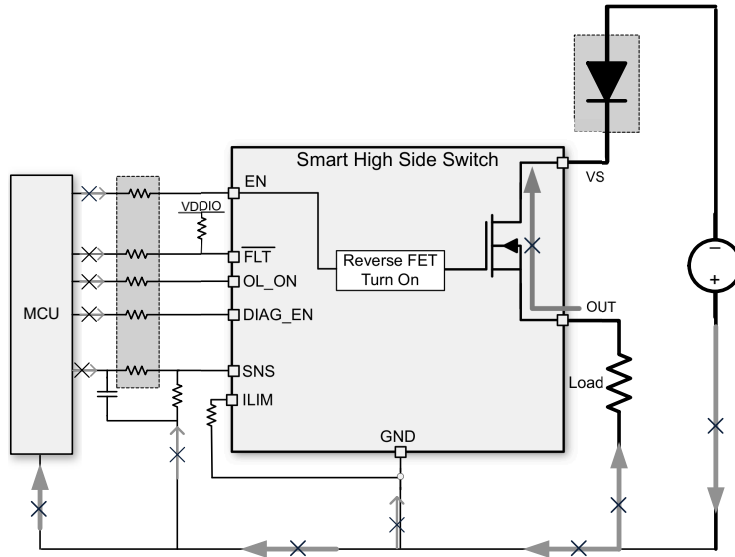 Smart High Side Switch
VS
EN
VDDIO
FLT
Reverse FET
Turn On
OL_ON
MCU
DIAG_EN
OUT
−
+
SNS
Load
ILIM
GND